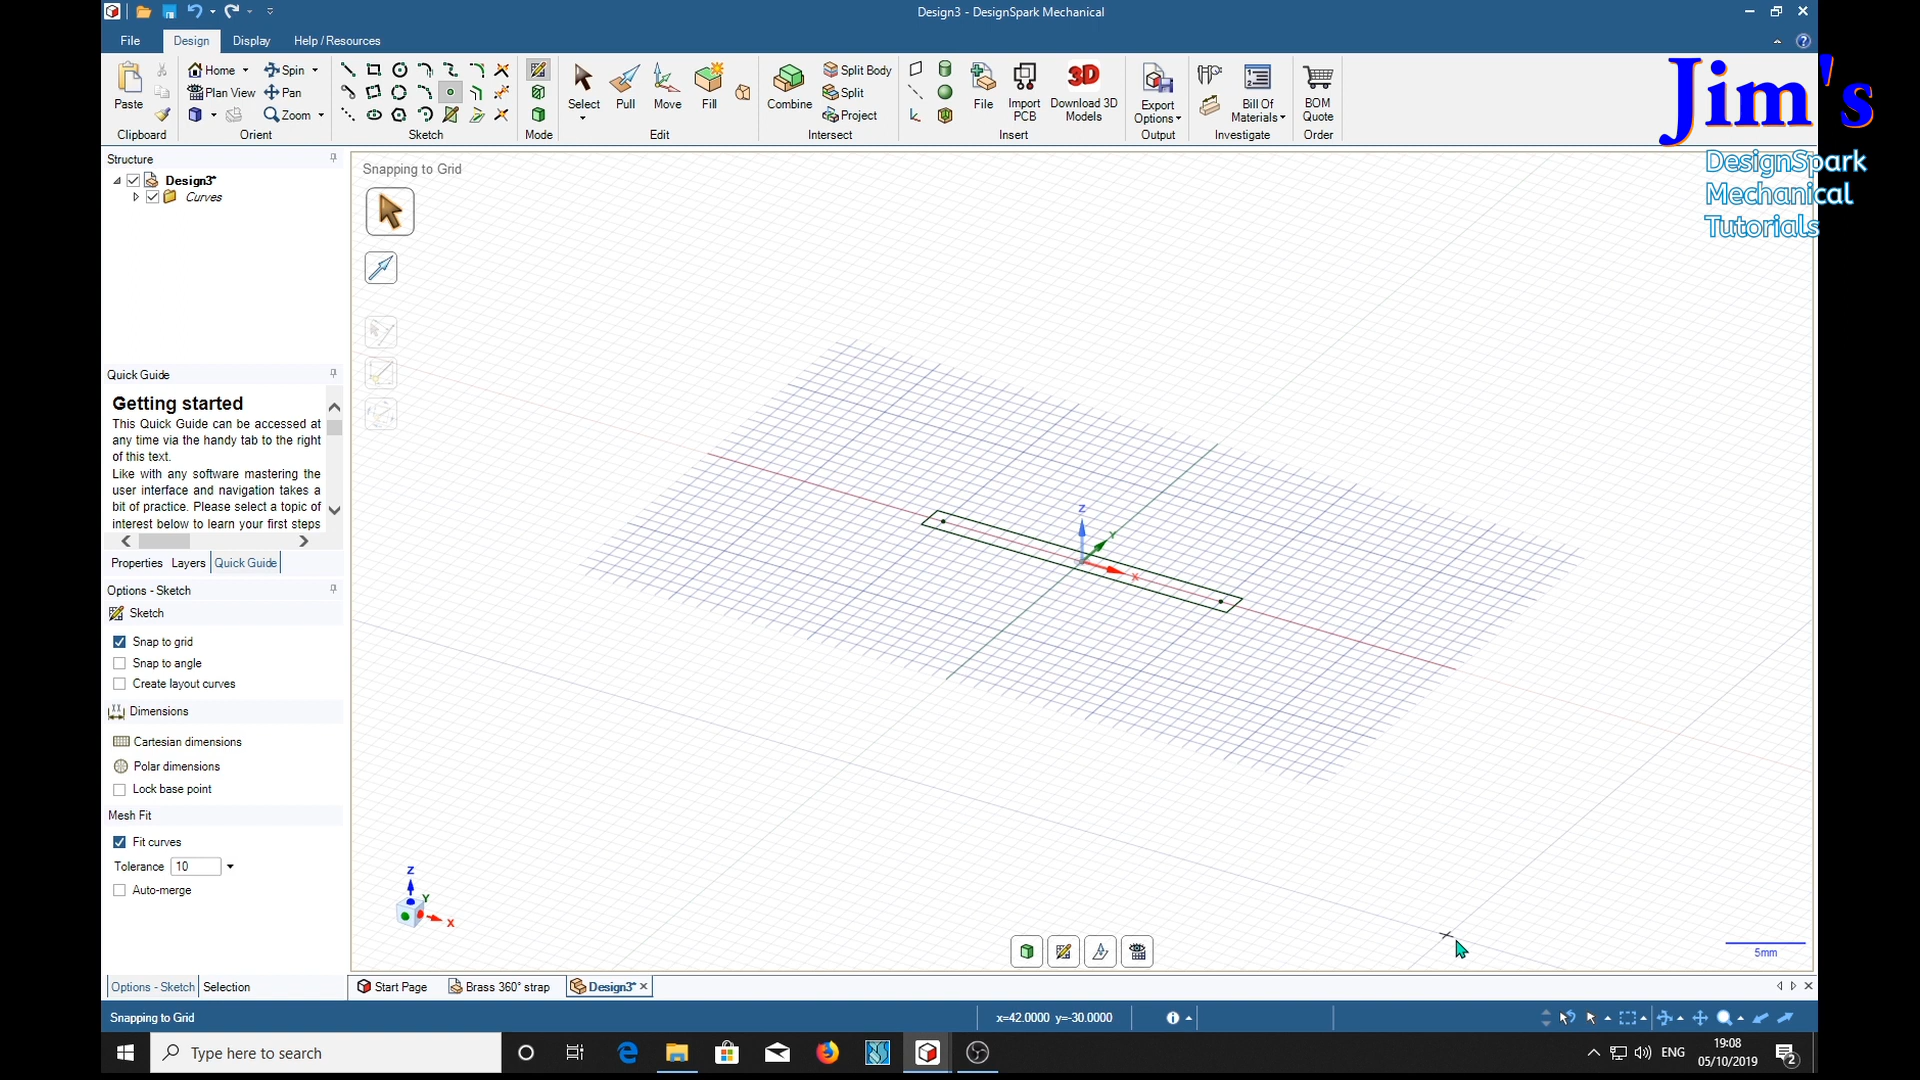 Design3 - DesignSpark Mechanical
File Design Display Help / Resources
Paste
Clipboard
Home Spin
Plan View Pan
Zoom
Orient
Sketch
Mode
Select Pull Move Fill
Edit
Combine
Split Body
Split
Project
Intersect
File
Import
PCB
Download 3D
Models
3D
Insert
Export
Options
Output
Bill Of
Materials
Investigate
BOM
Quote
Order
Jim's
DesignSpark
Mechanical
Tutorials
Structure
Design3*
Curves
Snapping to Grid
Quick Guide
Getting started
This Quick Guide can be accessed at
any time via the handy tab to the right
of this text.
Like with any software mastering the
user interface and navigation takes a
bit of practice. Please select a topic of
interest below to learn your first steps
Properties Layers Quick Guide
Options - Sketch
Sketch
Snap to grid
Snap to angle
Create layout curves
Dimensions
Cartesian dimensions
Polar dimensions
Lock base point
Mesh Fit
Fit curves
Tolerance 10
Auto-merge
Z
Y
X
Z
Y
X
5mm
Options - Sketch Selection
Start Page Brass 360° strap Design3*
Snapping to Grid
x=42.0000 y=-30.0000
Type here to search
ENG
19:08
05/10/2019
2